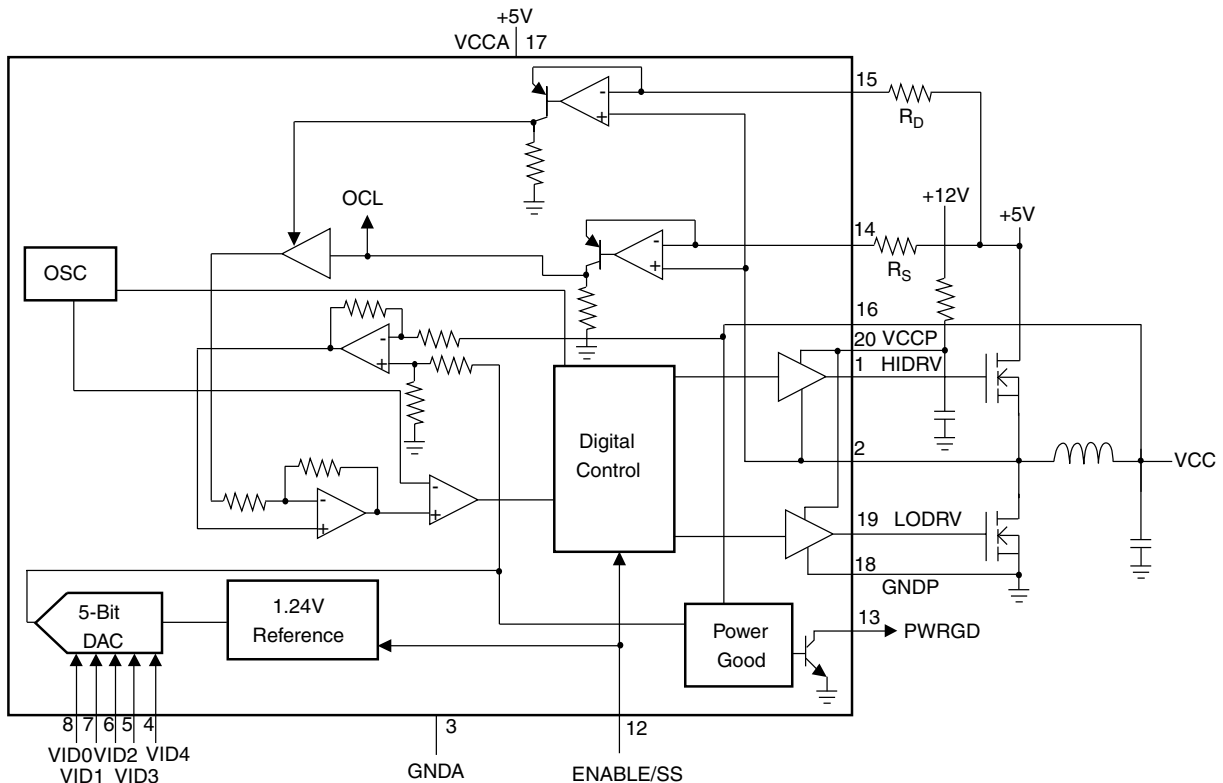 +5V
VCCA 17
15
R_D
+12V
+5V
OCL
14
R_S
OSC
16
20 VCCP
1 HIDRV
Digital
Control
2
VCC
19 LODRV
18
GNDP
5-Bit
DAC
1.24V
Reference
Power
Good
13
PWRGD
8 7 6 5 4
3
12
VID0 VID2 VID4
VID1 VID3
GNDA
ENABLE/SS
- + - + - + - + - +